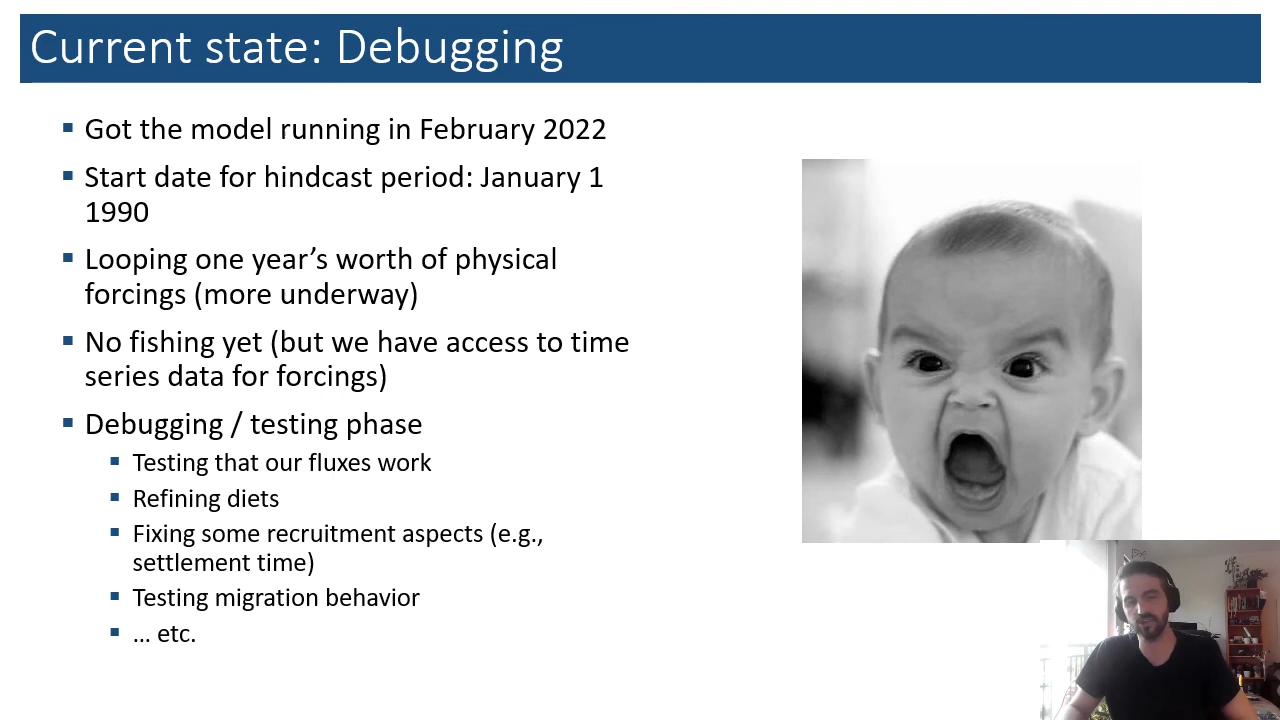 Current state: Debugging
Got the model running in February 2022
Start date for hindcast period: January 1
1990
Looping one year’s worth of physical
forcings (more underway)
No fishing yet (but we have access to time
series data for forcings)
Debugging / testing phase
Testing that our fluxes work
Refining diets
Fixing some recruitment aspects (e.g.,
settlement time)
Testing migration behavior
... etc.